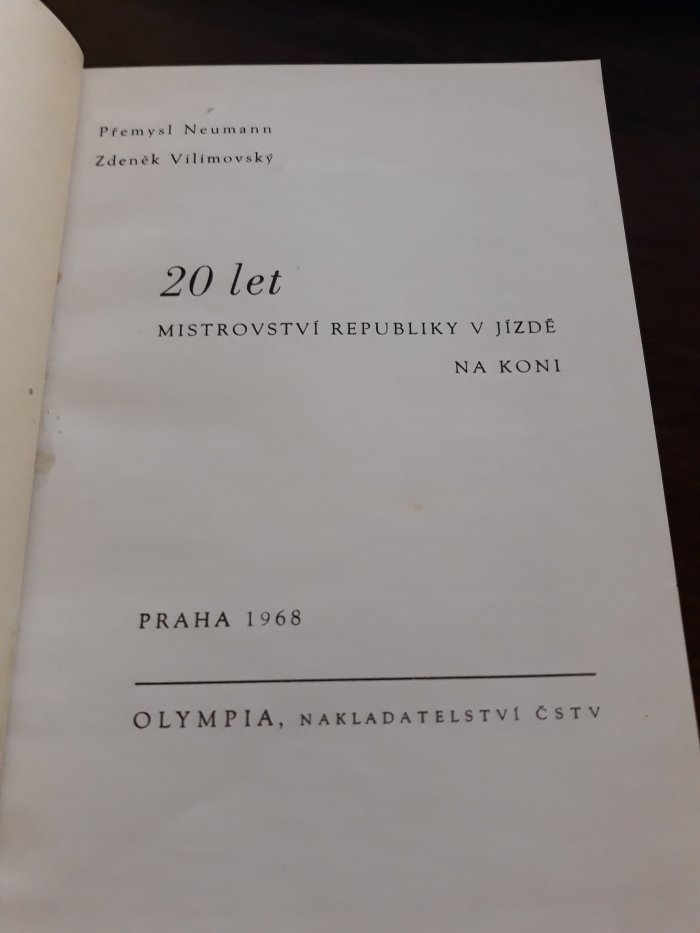 Přemysl Neumann
Zdeněk Vilímovský
20 let
MISTROVSTVÍ REPUBLIKY V JÍZDĚ
NA KONI
PRAHA 1968
OLYMPIA, NAKLADATELSTVÍ ČSTV